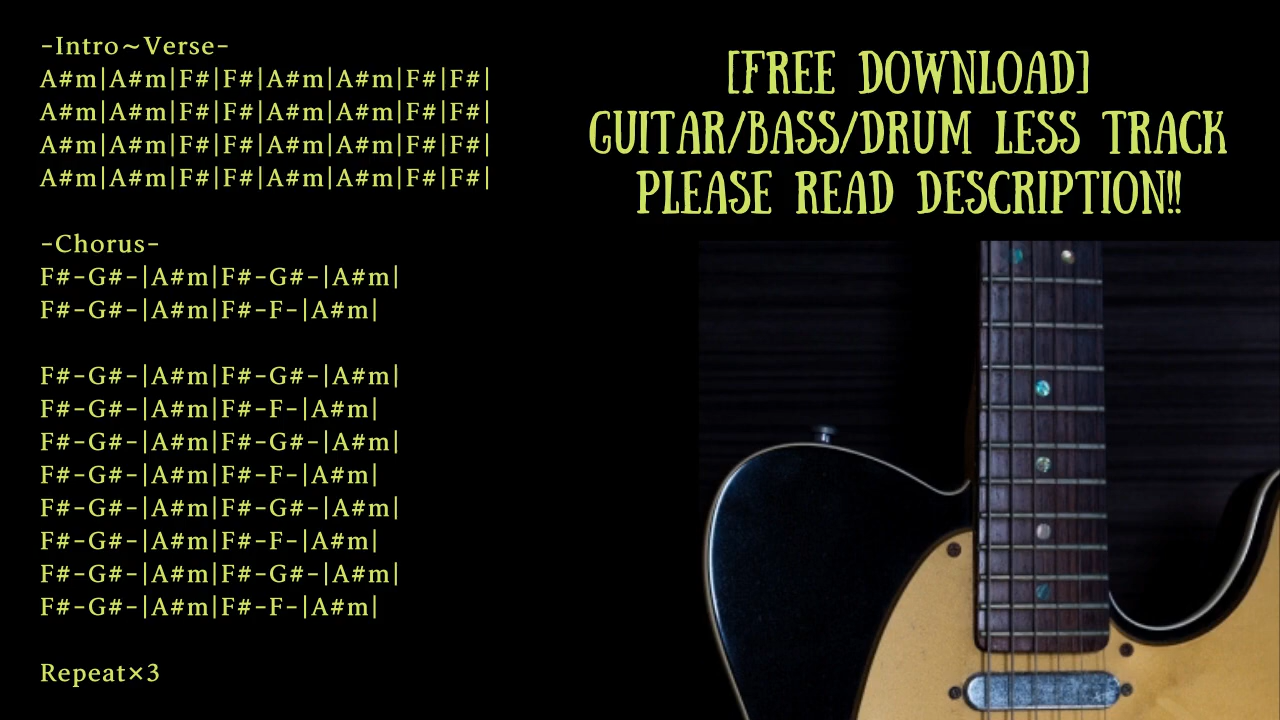 -Intro~Verse-
A#m|A#m|F#|F#|A#m|A#m|F#|F#|
A#m|A#m|F#|F#|A#m|A#m|F#|F#|
A#m|A#m|F#|F#|A#m|A#m|F#|F#|
A#m|A#m|F#|F#|A#m|A#m|F#|F#|
-Chorus-
F#-G#-|A#m|F#-G#-|A#m|
F#-G#-|A#m|F#-F-|A#m|
F#-G#-|A#m|F#-G#-|A#m|
F#-G#-|A#m|F#-F-|A#m|
F#-G#-|A#m|F#-G#-|A#m|
F#-G#-|A#m|F#-F-|A#m|
F#-G#-|A#m|F#-G#-|A#m|
F#-G#-|A#m|F#-F-|A#m|
F#-G#-|A#m|F#-G#-|A#m|
F#-G#-|A#m|F#-F-|A#m|
Repeat×3
[FREE DOWNLOAD]
GUITAR/BASS/DRUM LESS TRACK
PLEASE READ DESCRIPTION!!